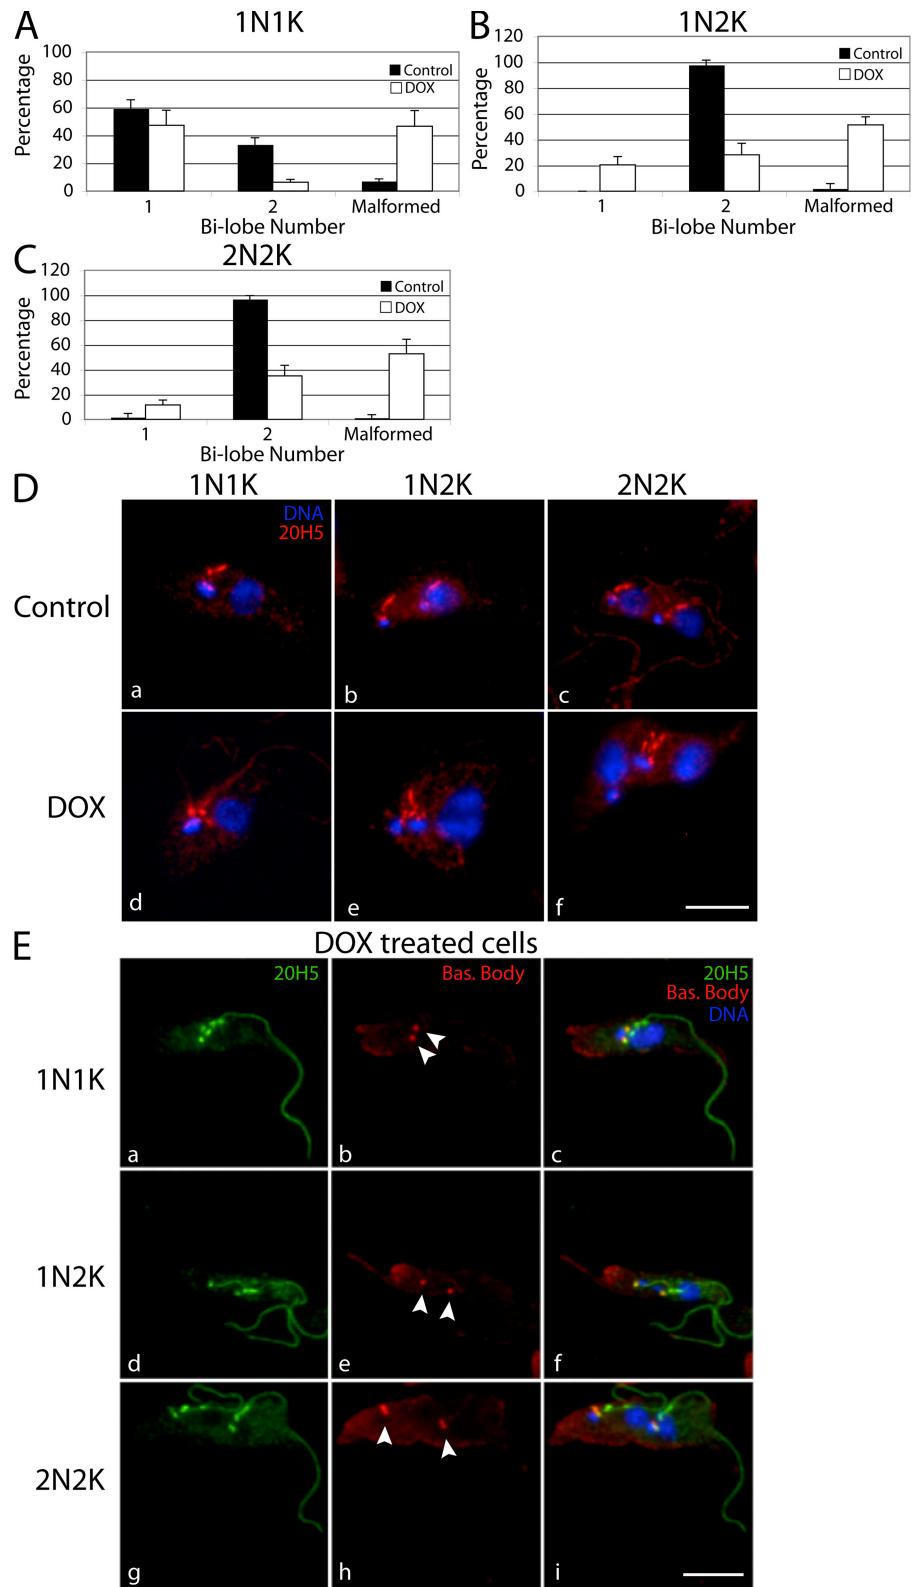 A
1N1K
100
80
60
40
20
0
Percentage
Control
DOX
1 2 Malformed
Bi-lobe Number
B
1N2K
120
100
80
60
40
20
0
Percentage
Control
DOX
1 2 Malformed
Bi-lobe Number
C
2N2K
120
100
80
60
40
20
0
Percentage
Control
DOX
1 2 Malformed
Bi-lobe Number
D
1N1K 1N2K 2N2K
DNA
20H5
Control
a b c
DOX
d e f
E
DOX treated cells
20H5 Bas. Body 20H5
Bas. Body
DNA
1N1K
a b c
1N2K
d e f
2N2K
g h i